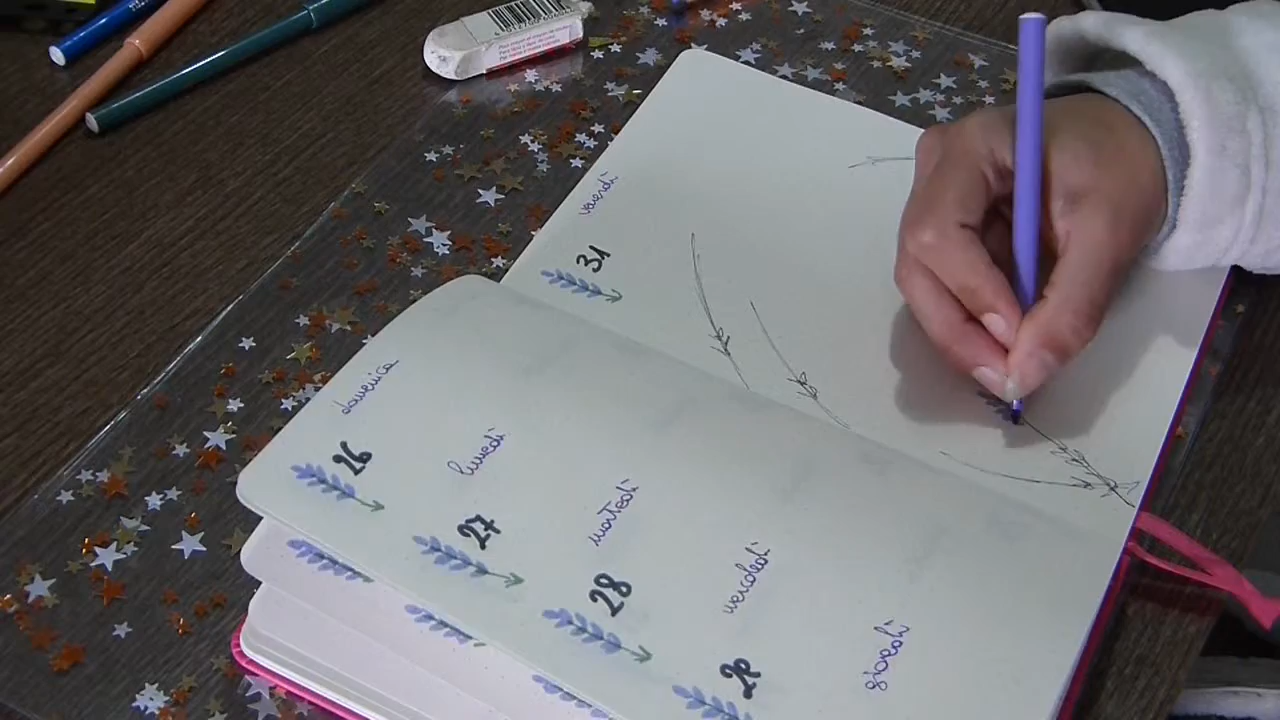 venerdì
31
domenica
26
lunedì
27
martedì
28
mercoledì
29
giovedì